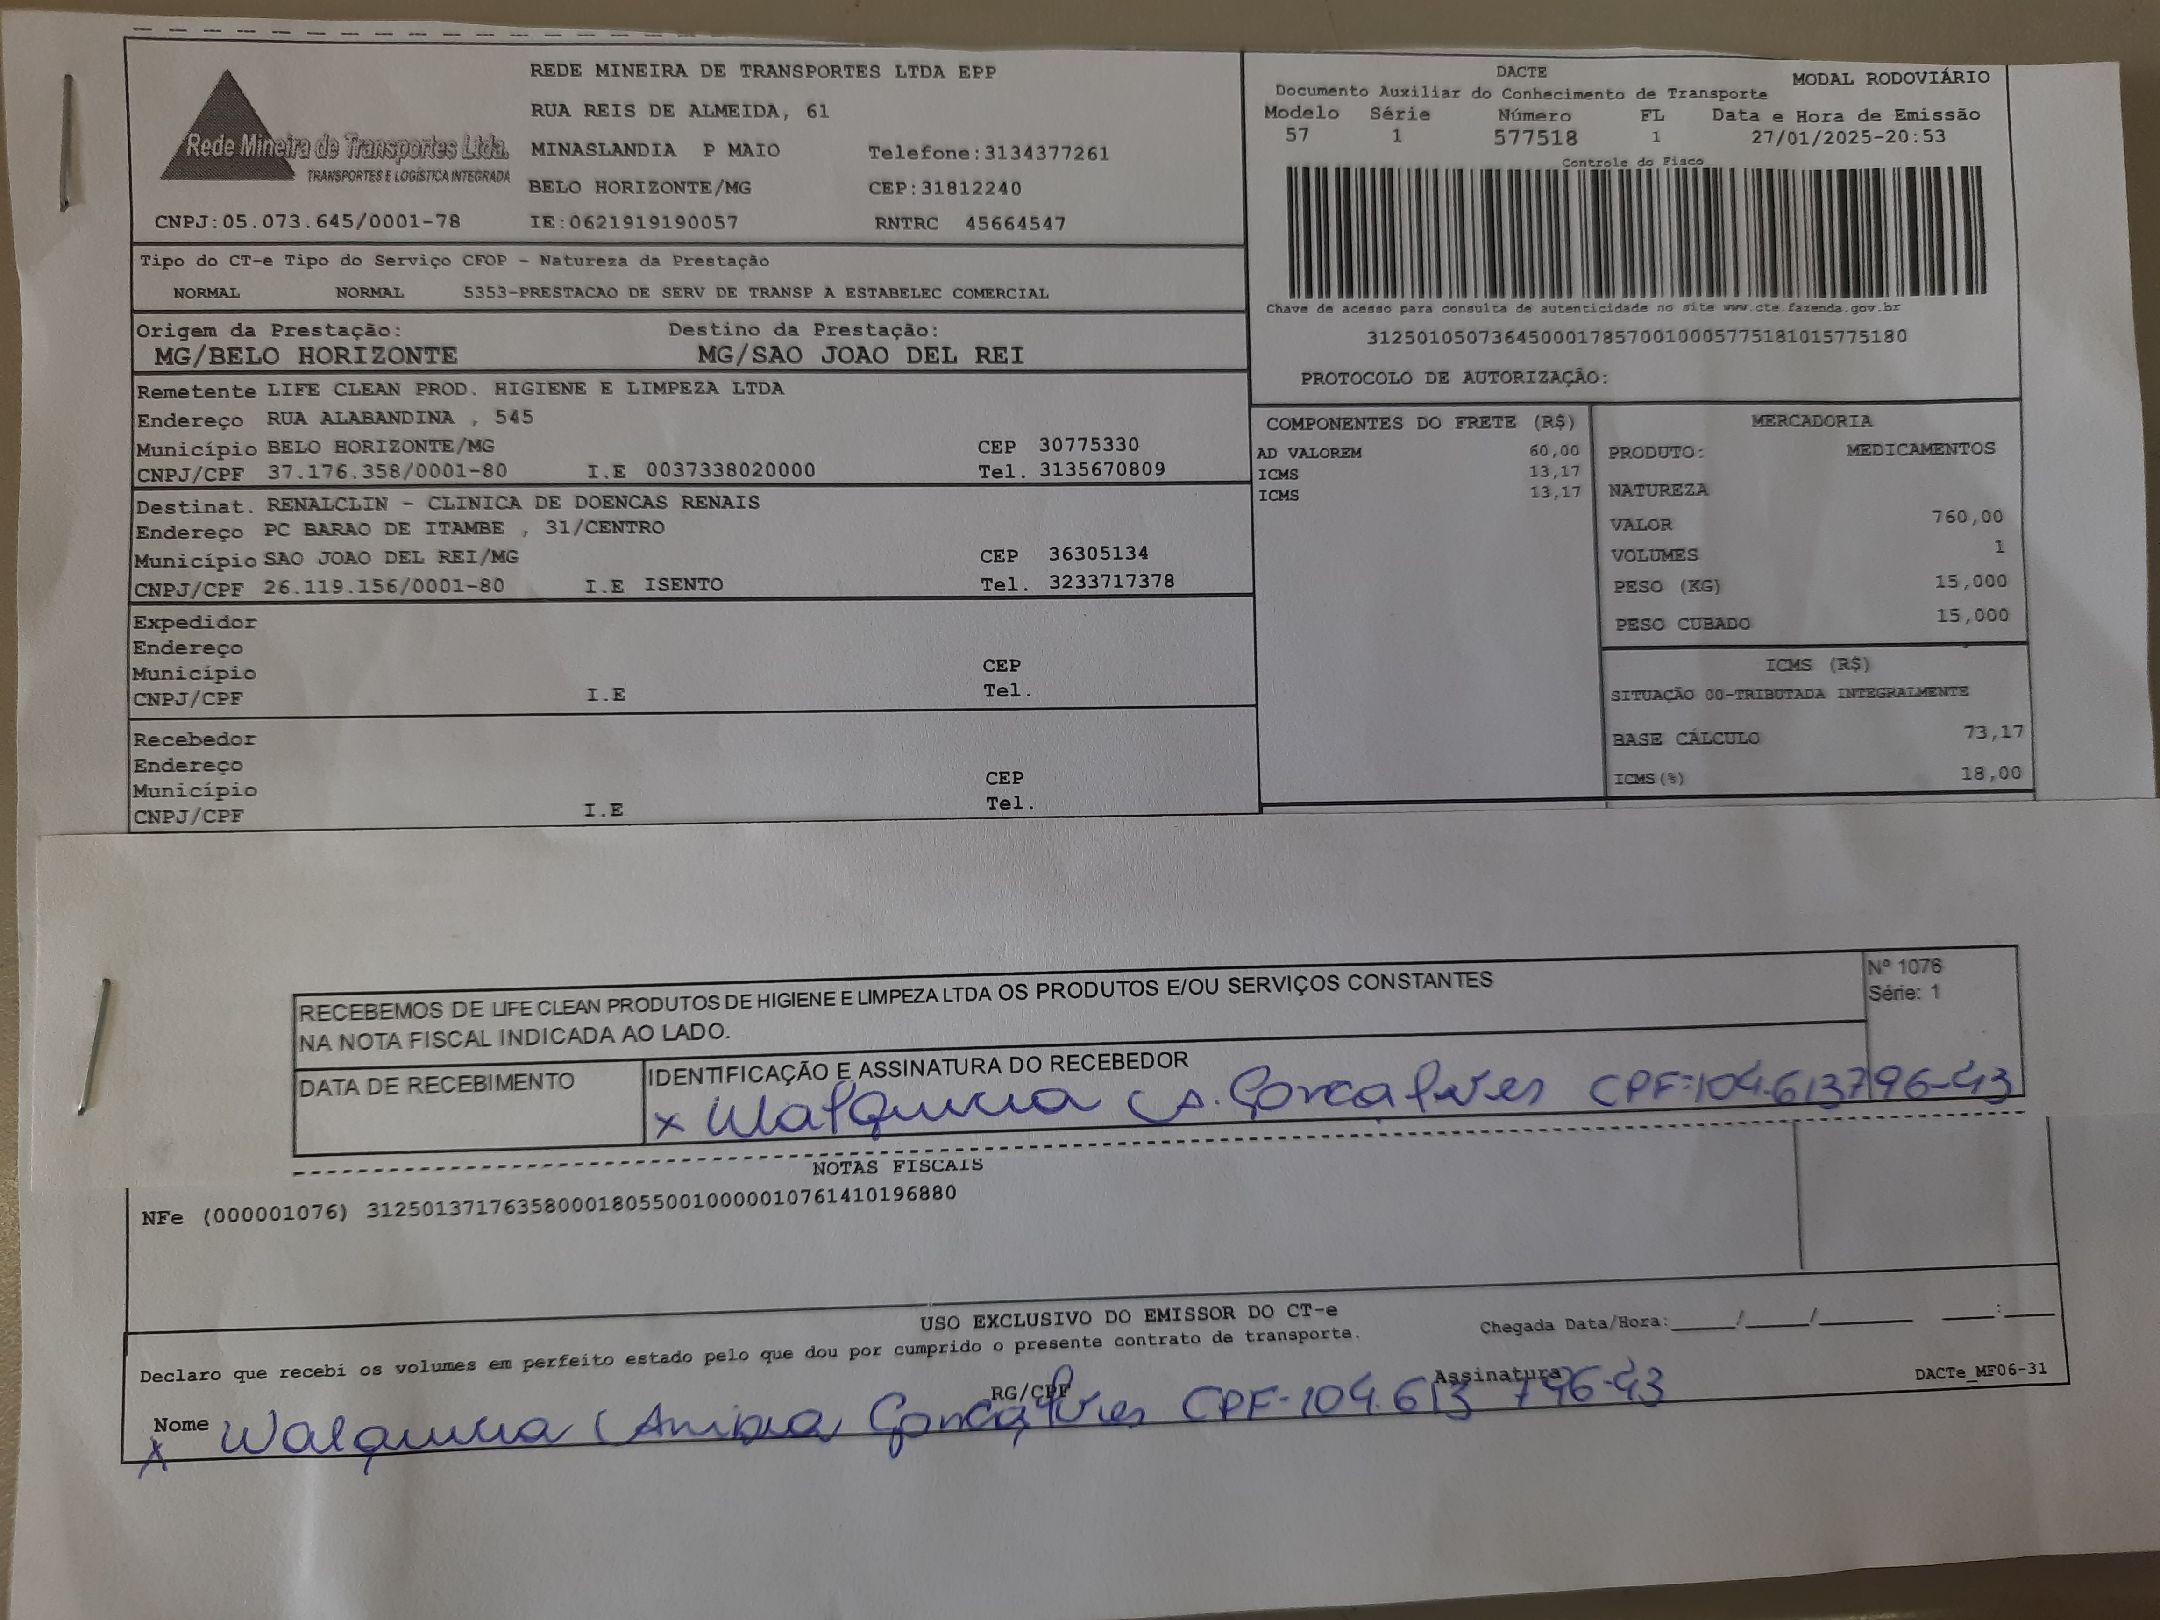 REDE MINEIRA DE TRANSPORTES LTDA EPP
RUA REIS DE ALMEIDA, 61
MINASLANDIA P MAIO Telefone:3134377261
BELO HORIZONTE/MG CEP:31812240
CNPJ:05.073.645/0001-78 IE:0621919190057 RNTRC 45664547
Rede Mineira de Transportes Ltda.
TRANSPORTES E LOGÍSTICA INTEGRADA
DACTE MODAL RODOVIÁRIO
Documento Auxiliar do Conhecimento de Transporte
Modelo Série Número FL Data e Hora de Emissão
57 1 577518 1 27/01/2025-20:53
Controle do Fisco
Chave de acesso para consulta de autenticidade no site www.cte.fazenda.gov.br
31250105073645000178570010005775181015775180
PROTOCOLO DE AUTORIZAÇÃO:
Tipo do CT-e Tipo do Serviço CFOP - Natureza da Prestação
NORMAL NORMAL 5353-PRESTACAO DE SERV DE TRANSP A ESTABELEC COMERCIAL
Origem da Prestação: Destino da Prestação:
MG/BELO HORIZONTE MG/SAO JOAO DEL REI
Remetente LIFE CLEAN PROD. HIGIENE E LIMPEZA LTDA
Endereço RUA ALABANDINA , 545
Município BELO HORIZONTE/MG CEP 30775330
CNPJ/CPF 37.176.358/0001-80 I.E 0037338020000 Tel. 3135670809
Destinat. RENALCLIN - CLINICA DE DOENCAS RENAIS
Endereço PC BARAO DE ITAMBE , 31/CENTRO
Município SAO JOAO DEL REI/MG CEP 36305134
CNPJ/CPF 26.119.156/0001-80 I.E ISENTO Tel. 3233717378
Expedidor
Endereço
Município CEP
CNPJ/CPF I.E Tel.
Recebedor
Endereço
Município CEP
CNPJ/CPF I.E Tel.
COMPONENTES DO FRETE (R$)
AD VALOREM 60,00
ICMS 13,17
ICMS 13,17
MERCADORIA
PRODUTO: MEDICAMENTOS
NATUREZA
VALOR 760,00
VOLUMES 1
PESO (KG) 15,000
PESO CUBADO 15,000
ICMS (R$)
SITUAÇÃO 00-TRIBUTADA INTEGRALMENTE
BASE CÁLCULO 73,17
ICMS(%) 18,00
RECEBEMOS DE LIFE CLEAN PRODUTOS DE HIGIENE E LIMPEZA LTDA OS PRODUTOS E/OU SERVIÇOS CONSTANTES
NA NOTA FISCAL INDICADA AO LADO.
Nº 1076
Série: 1
DATA DE RECEBIMENTO IDENTIFICAÇÃO E ASSINATURA DO RECEBEDOR
x Walquiria A. Gonçalves CPF=104.613796-43
NOTAS FISCAIS
NFe (000001076) 31250137176358000180550010000010761410196880
USO EXCLUSIVO DO EMISSOR DO CT-e
Declaro que recebi os volumes em perfeito estado pelo que dou por cumprido o presente contrato de transporte. Chegada Data/Hora:_____/_____/_______ ____:____
RG/CPF Assinatura DACTe_MF06-31
Nome
x Walquiria Gonçalves CPF-104.613 796-43